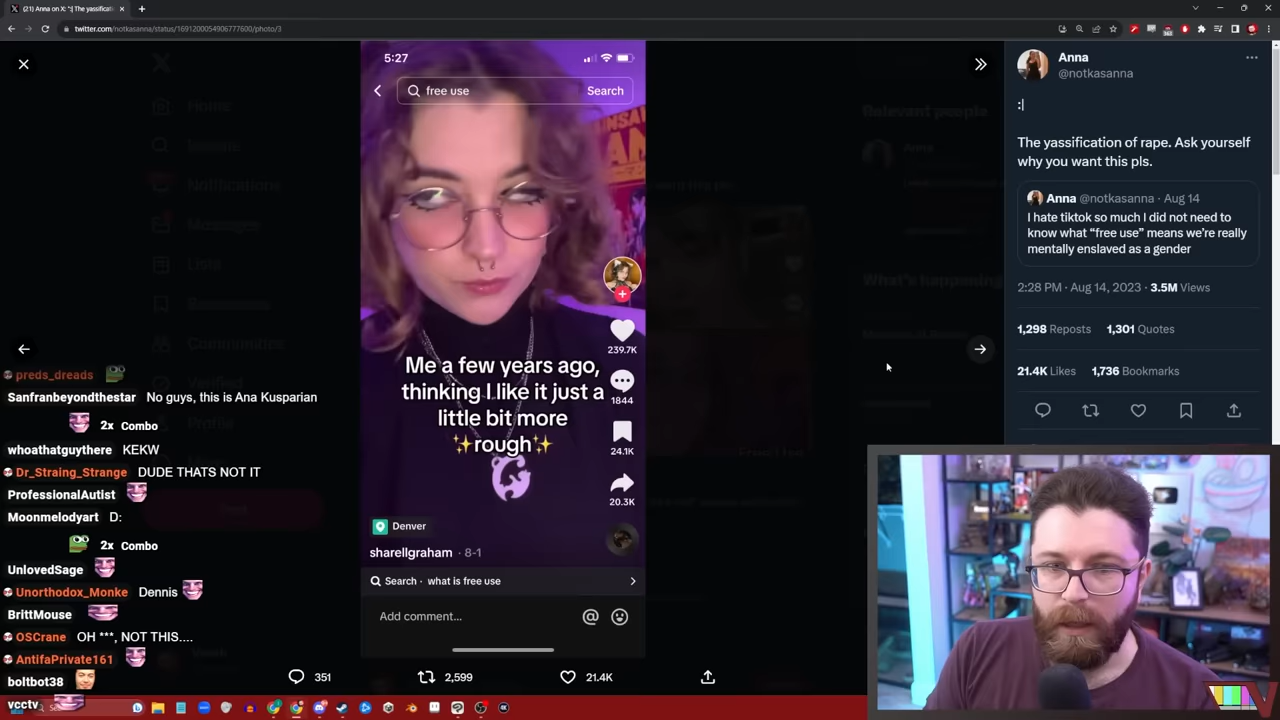 (21) Anna on X: ":| The yassificati
twitter.com/notkasanna/status/1691200054906777600/photo/3
5:27
free use
Search
Me a few years ago,
thinking I like it just a
little bit more
✨rough✨
239.7K
1844
24.1K
20.3K
Denver
sharellgraham · 8-1
Search · what is free use
Add comment...
351
2,599
21.4K
Anna
@notkasanna
:|
The yassification of rape. Ask yourself
why you want this pls.
Anna @notkasanna · Aug 14
I hate tiktok so much I did not need to
know what “free use” means we’re really
mentally enslaved as a gender
2:28 PM · Aug 14, 2023 · 3.5M Views
1,298 Reposts 1,301 Quotes
21.4K Likes 1,736 Bookmarks
Home
Notifications
Messages
Lists
Communities
Verified
Profile
Relevant people
What's happening
preds_dreads
Sanfranbeyondthestar No guys, this is Ana Kusparian
2x Combo
whoathatguythere KEKW
Dr_Straing_Strange DUDE THATS NOT IT
ProfessionalAutist
Moonmelodyart D:
2x Combo
UnlovedSage
Unorthodox_Monke Dennis
BrittMouse
OSCrane OH ***, NOT THIS....
AntifaPrivate161
boltbot38
vcctv